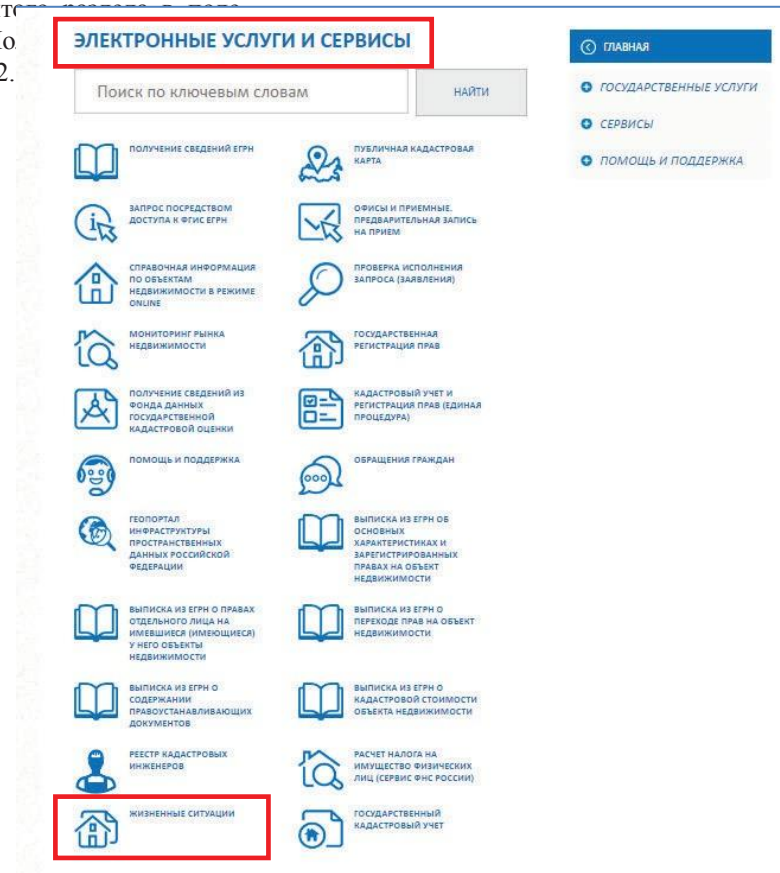 ЭЛЕКТРОННЫЕ УСЛУГИ И СЕРВИСЫ
Поиск по ключевым словам
НАЙТИ
ПОЛУЧЕНИЕ СВЕДЕНИЙ ЕГРН
ПУБЛИЧНАЯ КАДАСТРОВАЯ
КАРТА
ЗАПРОС ПОСРЕДСТВОМ
ДОСТУПА К ФГИС ЕГРН
ОФИСЫ И ПРИЕМНЫЕ.
ПРЕДВАРИТЕЛЬНАЯ ЗАПИСЬ
НА ПРИЕМ
СПРАВОЧНАЯ ИНФОРМАЦИЯ
ПО ОБЪЕКТАМ
НЕДВИЖИМОСТИ В РЕЖИМЕ
ONLINE
ПРОВЕРКА ИСПОЛНЕНИЯ
ЗАПРОСА (ЗАЯВЛЕНИЯ)
МОНИТОРИНГ РЫНКА
НЕДВИЖИМОСТИ
ГОСУДАРСТВЕННАЯ
РЕГИСТРАЦИЯ ПРАВ
ПОЛУЧЕНИЕ СВЕДЕНИЙ ИЗ
ФОНДА ДАННЫХ
ГОСУДАРСТВЕННОЙ
КАДАСТРОВОЙ ОЦЕНКИ
КАДАСТРОВЫЙ УЧЕТ И
РЕГИСТРАЦИЯ ПРАВ (ЕДИНАЯ
ПРОЦЕДУРА)
ПОМОЩЬ И ПОДДЕРЖКА
ОБРАЩЕНИЯ ГРАЖДАН
ГЕОПОРТАЛ
ИНФРАСТРУКТУРЫ
ПРОСТРАНСТВЕННЫХ
ДАННЫХ РОССИЙСКОЙ
ФЕДЕРАЦИИ
ВЫПИСКА ИЗ ЕГРН ОБ
ОСНОВНЫХ
ХАРАКТЕРИСТИКАХ И
ЗАРЕГИСТРИРОВАННЫХ
ПРАВАХ НА ОБЪЕКТ
НЕДВИЖИМОСТИ
ВЫПИСКА ИЗ ЕГРН О ПРАВАХ
ОТДЕЛЬНОГО ЛИЦА НА
ИМЕВШИЕСЯ (ИМЕЮЩИЕСЯ)
У НЕГО ОБЪЕКТЫ
НЕДВИЖИМОСТИ
ВЫПИСКА ИЗ ЕГРН О
ПЕРЕХОДЕ ПРАВ НА ОБЪЕКТ
НЕДВИЖИМОСТИ
ВЫПИСКА ИЗ ЕГРН О
СОДЕРЖАНИИ
ПРАВОУСТАНАВЛИВАЮЩИХ
ДОКУМЕНТОВ
ВЫПИСКА ИЗ ЕГРН О
КАДАСТРОВОЙ СТОИМОСТИ
ОБЪЕКТА НЕДВИЖИМОСТИ
РЕЕСТР КАДАСТРОВЫХ
ИНЖЕНЕРОВ
РАСЧЕТ НАЛОГА НА
ИМУЩЕСТВО ФИЗИЧЕСКИХ
ЛИЦ (СЕРВИС ФНС РОССИИ)
ЖИЗНЕННЫЕ СИТУАЦИИ
ГОСУДАРСТВЕННЫЙ
КАДАСТРОВЫЙ УЧЕТ
ГЛАВНАЯ
ГОСУДАРСТВЕННЫЕ УСЛУГИ
СЕРВИСЫ
ПОМОЩЬ И ПОДДЕРЖКА
2.